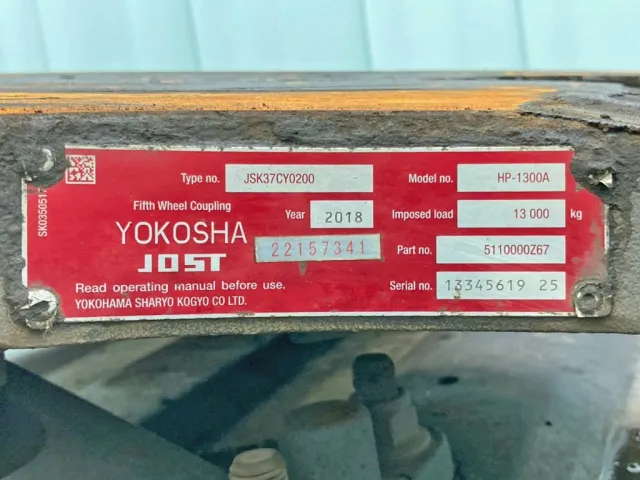 Type no. JSK37CY0200 Model no. HP-1300A
Fifth Wheel Coupling Year 2018 Imposed load 13 000 kg
YOKOSHA
JOST
22157341 Part no. 5110000Z67
Read operating manual before use. Serial no. 13345619 25
YOKOHAMA SHARYO KOGYO CO LTD.